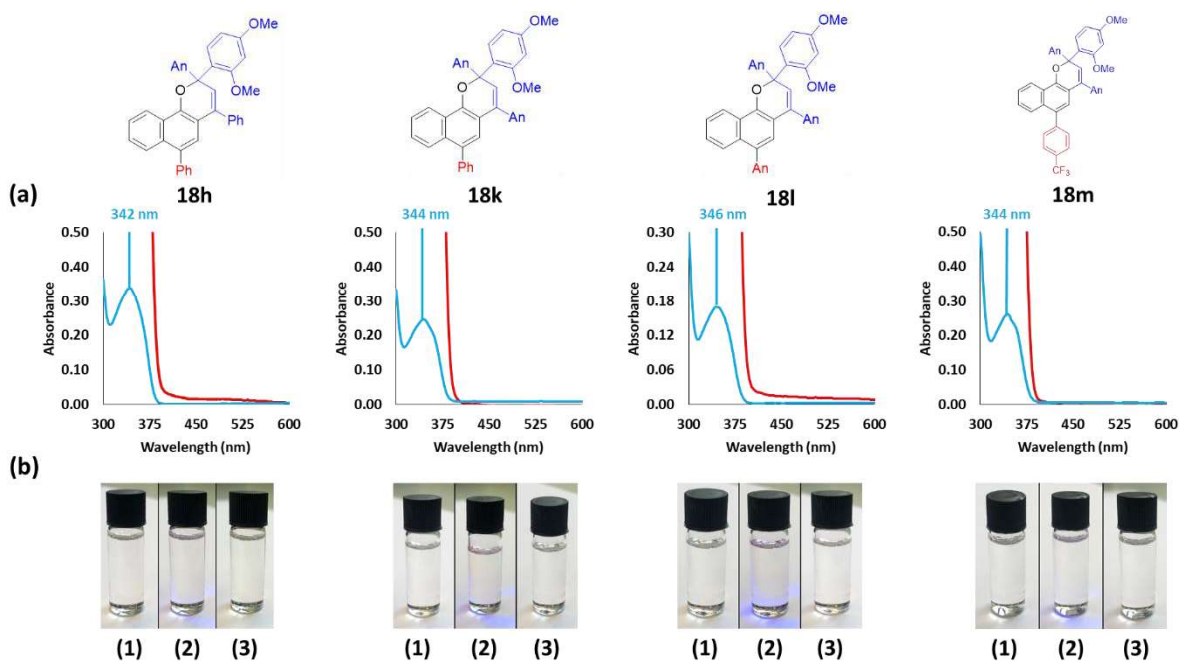 OMe
An
OMe
O
Ph
Ph
18h
OMe
An
OMe
O
An
Ph
18k
OMe
An
OMe
O
An
An
18l
OMe
An
OMe
O
An
CF3
18m
(a)
342 nm
0.50
0.40
0.30
0.20
0.10
0.00
Absorbance
300 375 450 525 600
Wavelength (nm)
344 nm
0.50
0.40
0.30
0.20
0.10
0.00
Absorbance
300 375 450 525 600
Wavelength (nm)
346 nm
0.30
0.24
0.18
0.12
0.06
0.00
Absorbance
300 375 450 525 600
Wavelength (nm)
344 nm
0.50
0.40
0.30
0.20
0.10
0.00
Absorbance
300 375 450 525 600
Wavelength (nm)
(b)
(1) (2) (3)
(1) (2) (3)
(1) (2) (3)
(1) (2) (3)